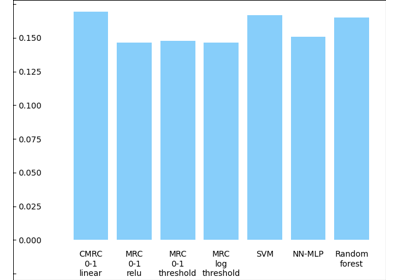 0.150
0.125
0.100
0.075
0.050
0.025
0.000
CMRC
0-1
linear
MRC
0-1
relu
MRC
0-1
threshold
MRC
log
threshold
SVM
NN-MLP
Random
forest